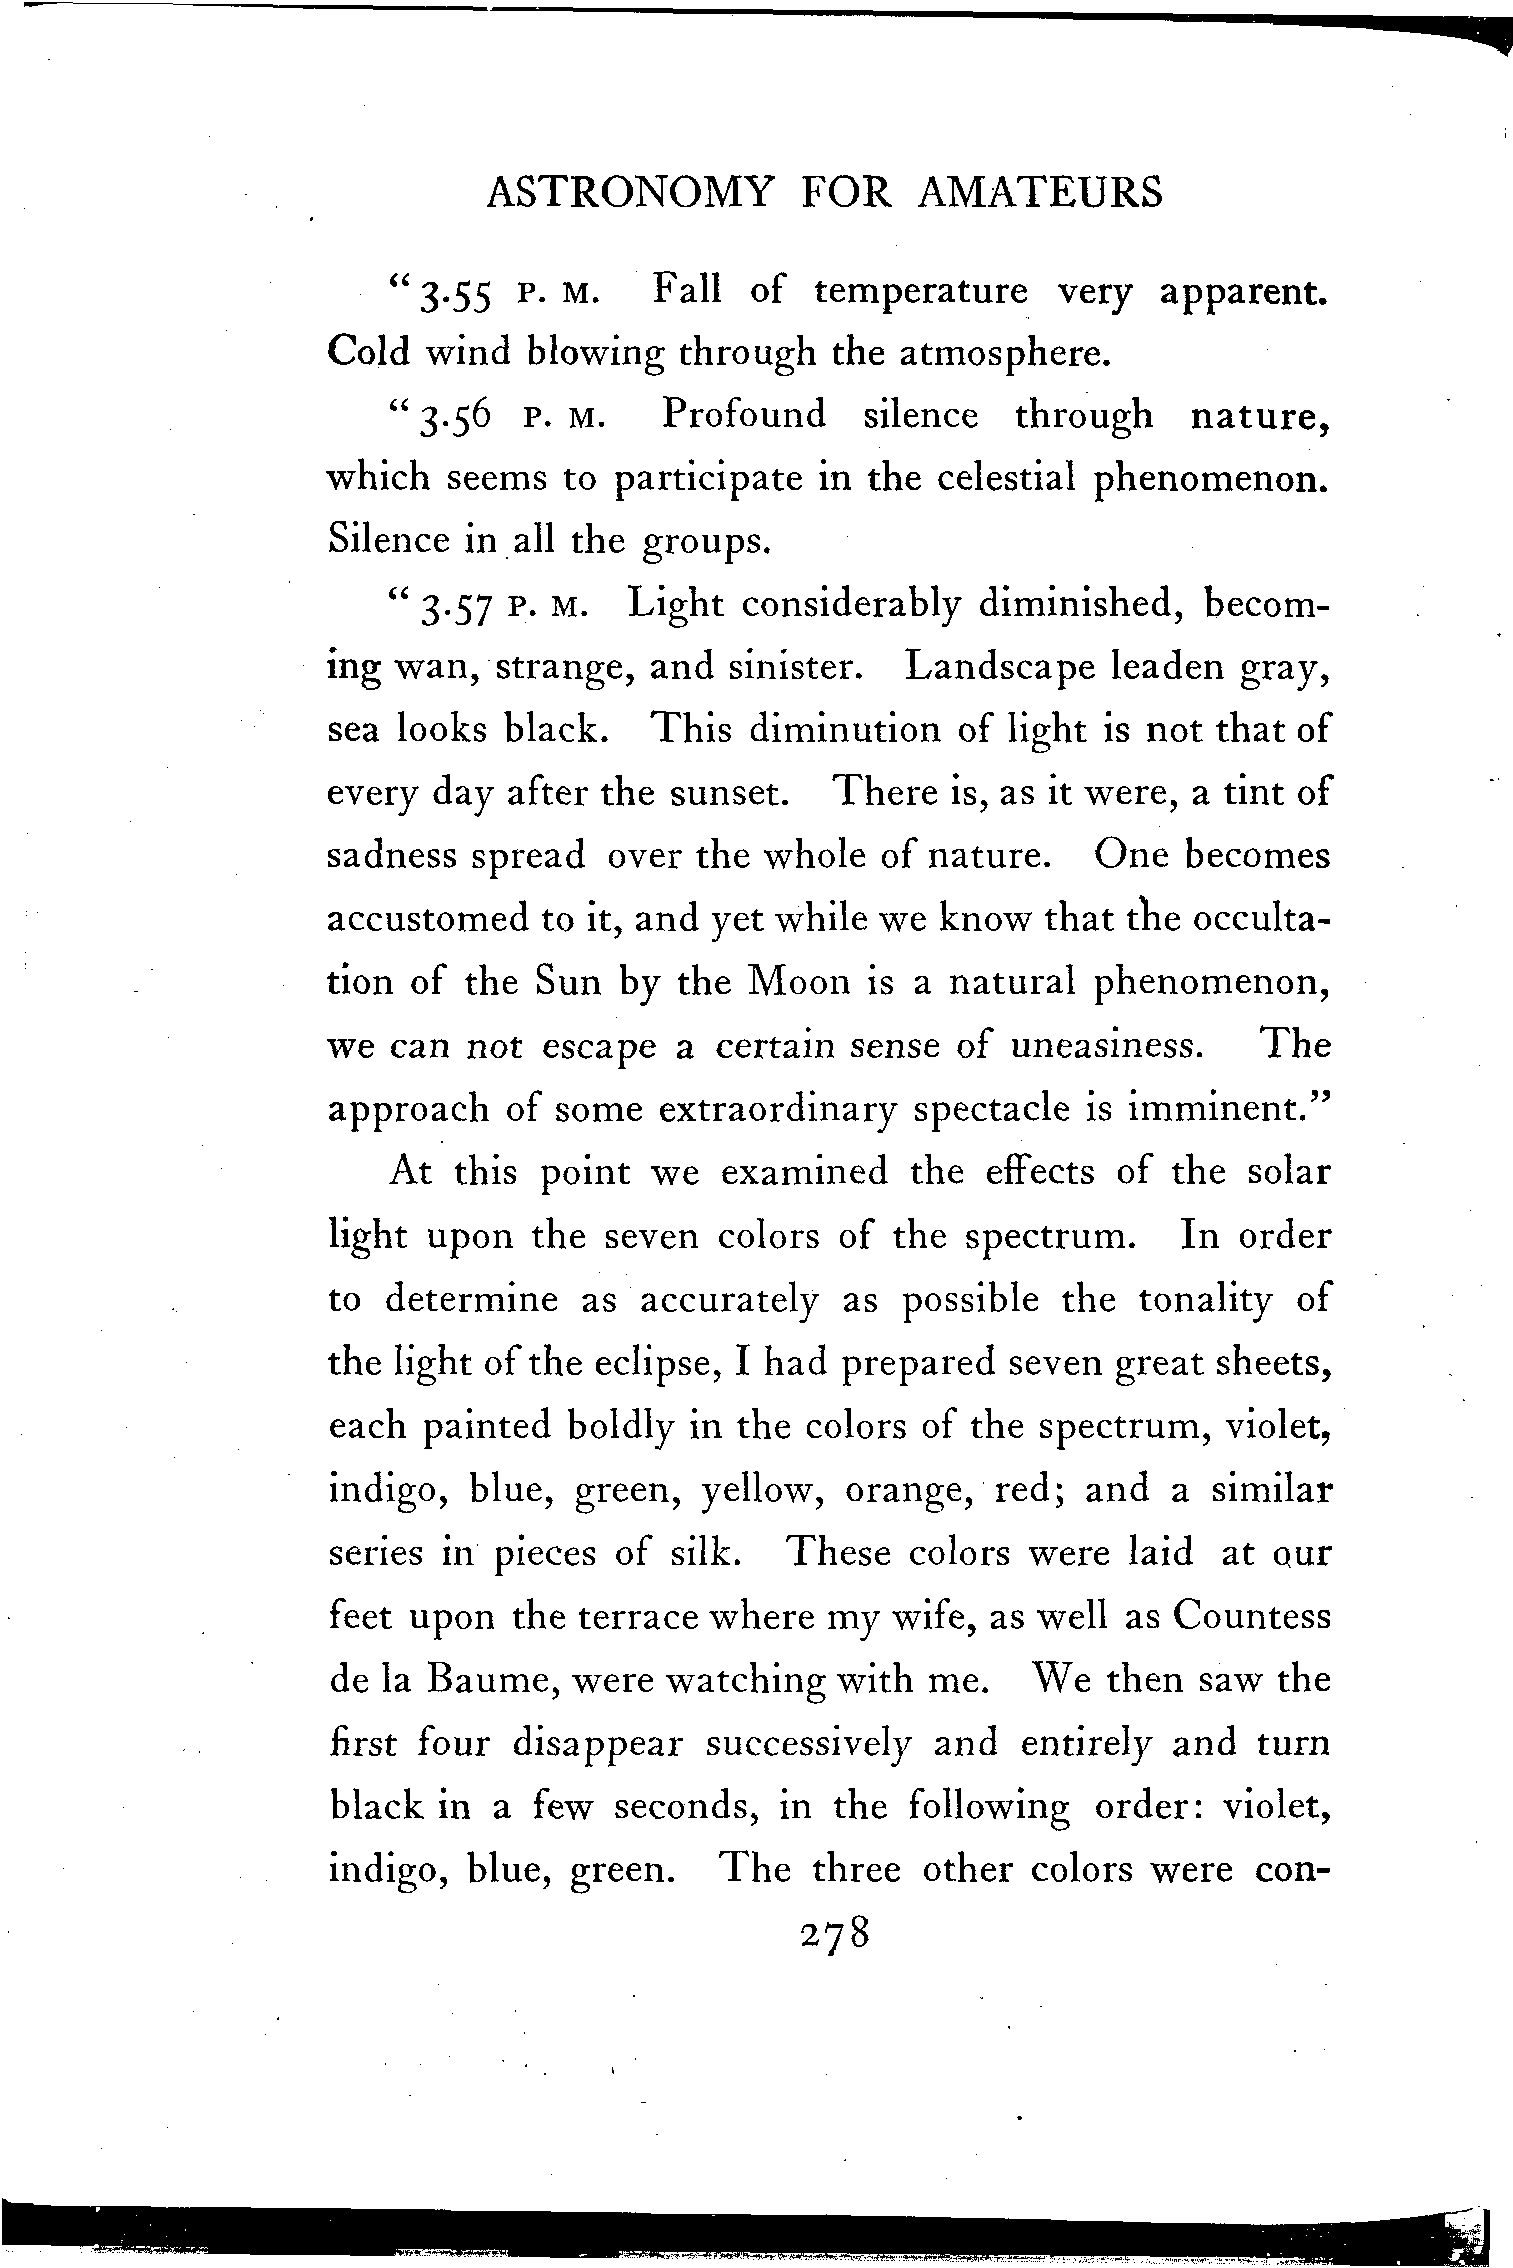 ASTRONOMY FOR AMATEURS
“3.55 P. M. Fall of temperature very apparent.
Cold wind blowing through the atmosphere.
“3.56 P. M. Profound silence through nature,
which seems to participate in the celestial phenomenon.
Silence in all the groups.
“3.57 P. M. Light considerably diminished, becom-
ing wan, strange, and sinister. Landscape leaden gray,
sea looks black. This diminution of light is not that of
every day after the sunset. There is, as it were, a tint of
sadness spread over the whole of nature. One becomes
accustomed to it, and yet while we know that the occulta-
tion of the Sun by the Moon is a natural phenomenon,
we can not escape a certain sense of uneasiness. The
approach of some extraordinary spectacle is imminent.”
At this point we examined the effects of the solar
light upon the seven colors of the spectrum. In order
to determine as accurately as possible the tonality of
the light of the eclipse, I had prepared seven great sheets,
each painted boldly in the colors of the spectrum, violet,
indigo, blue, green, yellow, orange, red; and a similar
series in pieces of silk. These colors were laid at our
feet upon the terrace where my wife, as well as Countess
de la Baume, were watching with me. We then saw the
first four disappear successively and entirely and turn
black in a few seconds, in the following order: violet,
indigo, blue, green. The three other colors were con-
278